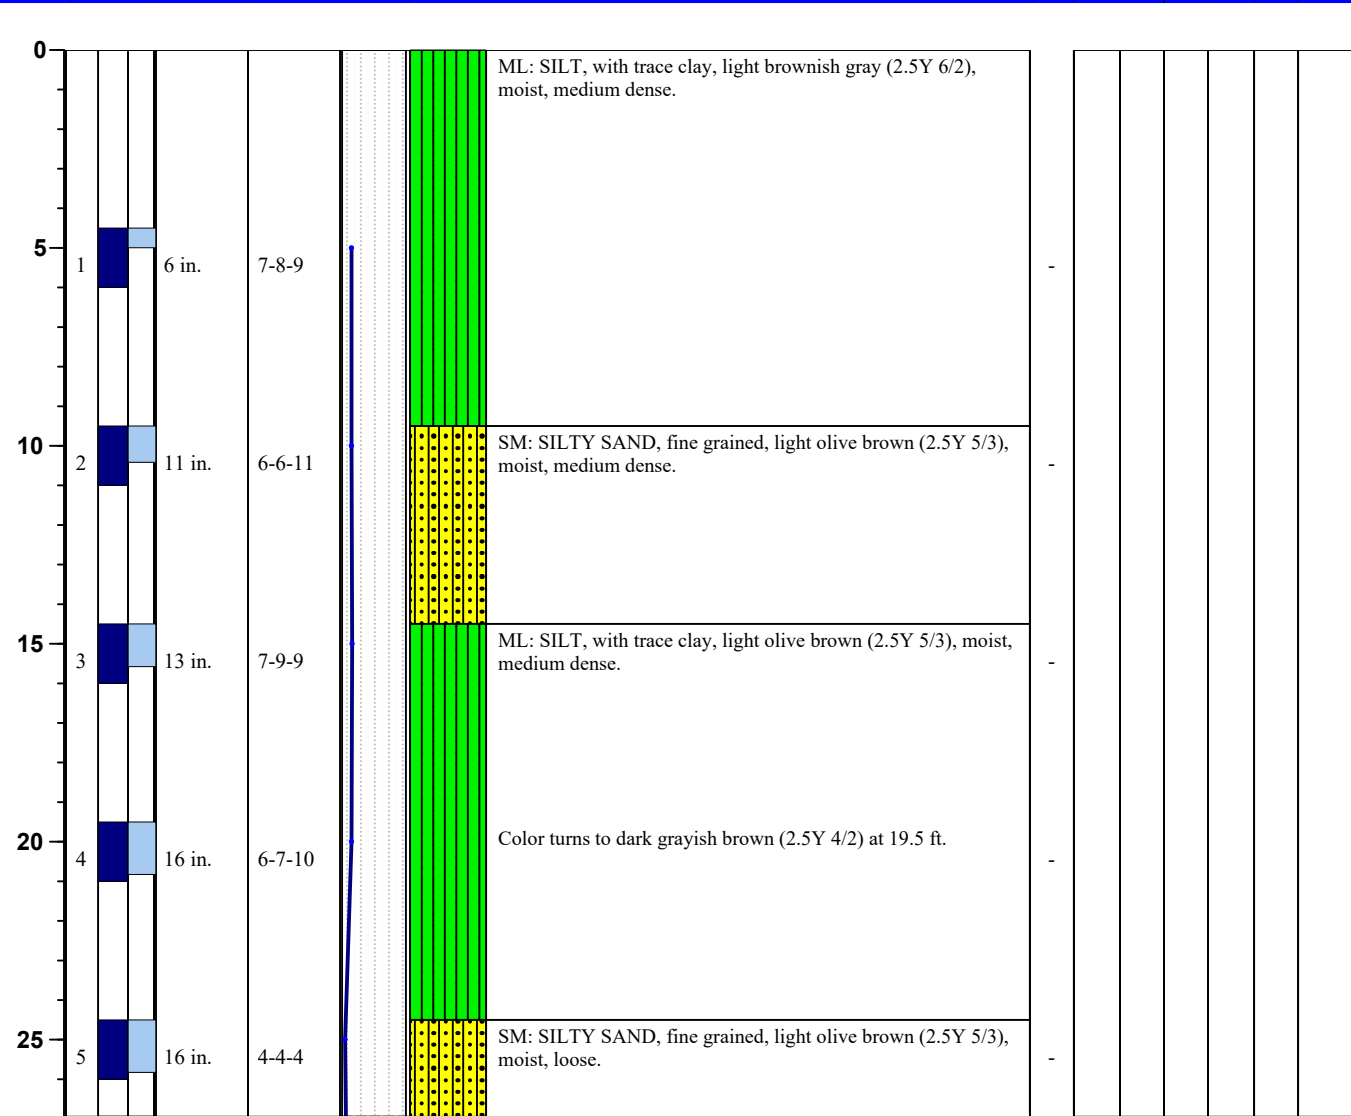 0
ML: SILT, with trace clay, light brownish gray (2.5Y 6/2),
moist, medium dense.
5
1 6 in. 7-8-9 -
10
SM: SILTY SAND, fine grained, light olive brown (2.5Y 5/3),
moist, medium dense.
2 11 in. 6-6-11 -
15
ML: SILT, with trace clay, light olive brown (2.5Y 5/3), moist,
medium dense.
3 13 in. 7-9-9 -
20
Color turns to dark grayish brown (2.5Y 4/2) at 19.5 ft.
4 16 in. 6-7-10 -
25
SM: SILTY SAND, fine grained, light olive brown (2.5Y 5/3),
moist, loose.
5 16 in. 4-4-4 -